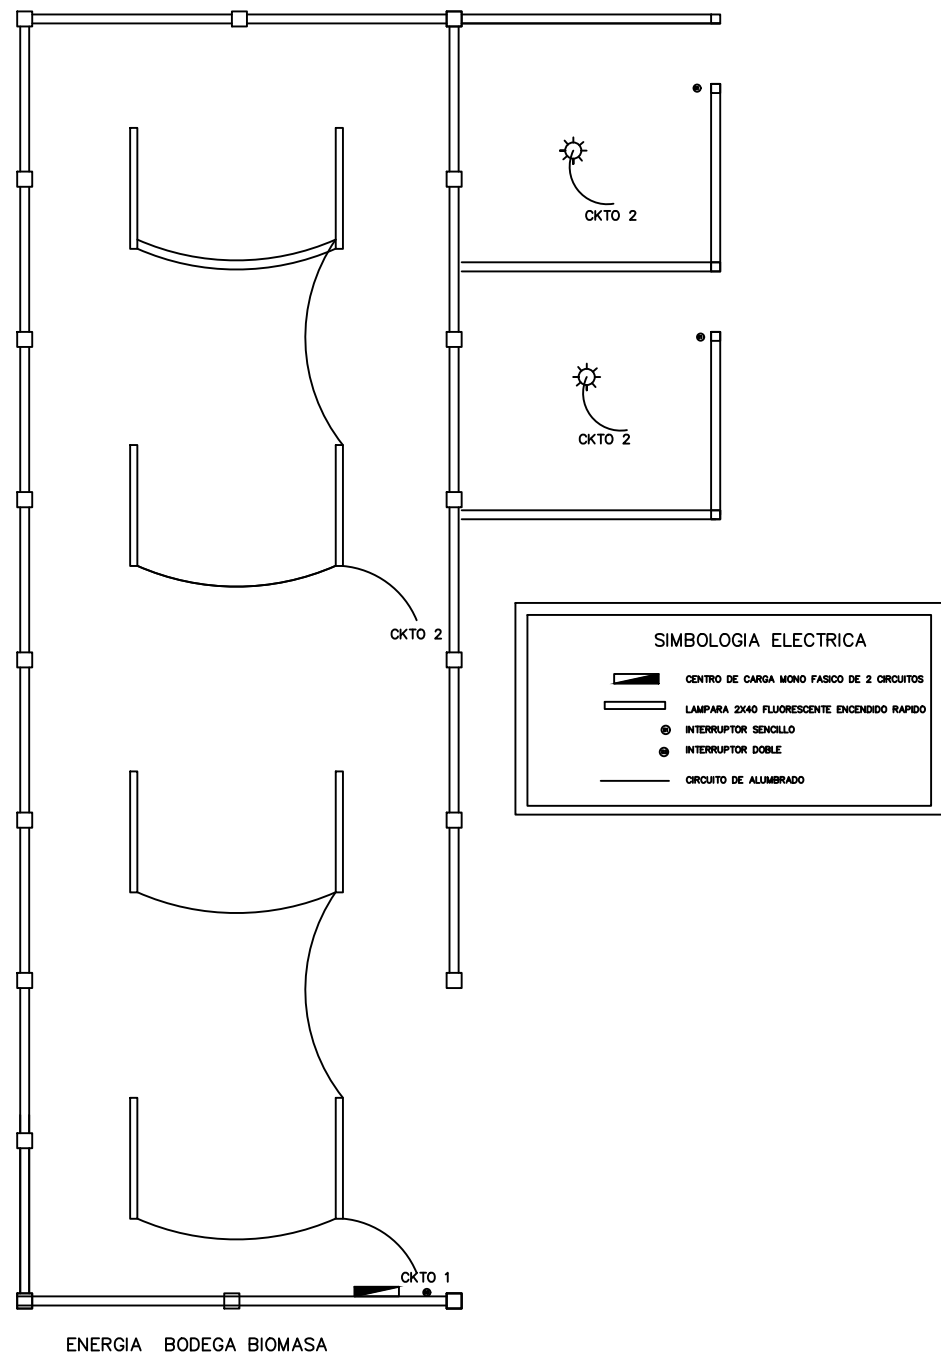 CKTO 2
CKTO 2
CKTO 2
SIMBOLOGIA ELECTRICA
CENTRO DE CARGA MONO FASICO DE 2 CIRCUITOS
LAMPARA 2X40 FLUORESCENTE ENCENDIDO RAPIDO
INTERRUPTOR SENCILLO
INTERRUPTOR DOBLE
CIRCUITO DE ALUMBRADO
CKTO 1
ENERGIA BODEGA BIOMASA